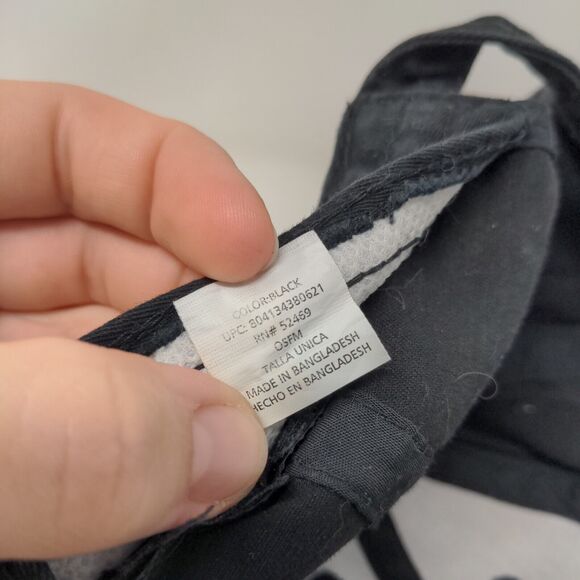 COLOR:BLACK
UPC: 804134380621
RN# 52469
OSFM
TALLA UNICA
MADE IN BANGLADESH
HECHO EN BANGLADESH